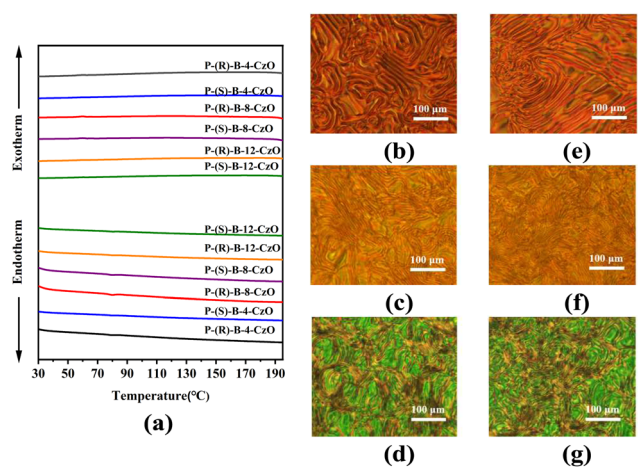 Exotherm
Endotherm
P-(R)-B-4-CzO
P-(S)-B-4-CzO
P-(R)-B-8-CzO
P-(S)-B-8-CzO
P-(R)-B-12-CzO
P-(S)-B-12-CzO
P-(S)-B-12-CzO
P-(R)-B-12-CzO
P-(S)-B-8-CzO
P-(R)-B-8-CzO
P-(S)-B-4-CzO
P-(R)-B-4-CzO
30 50 70 90 110 130 150 170 190
Temperature(°C)
(a)
100 μm
(b)
100 μm
(e)
100 μm
(c)
100 μm
(f)
100 μm
(d)
100 μm
(g)